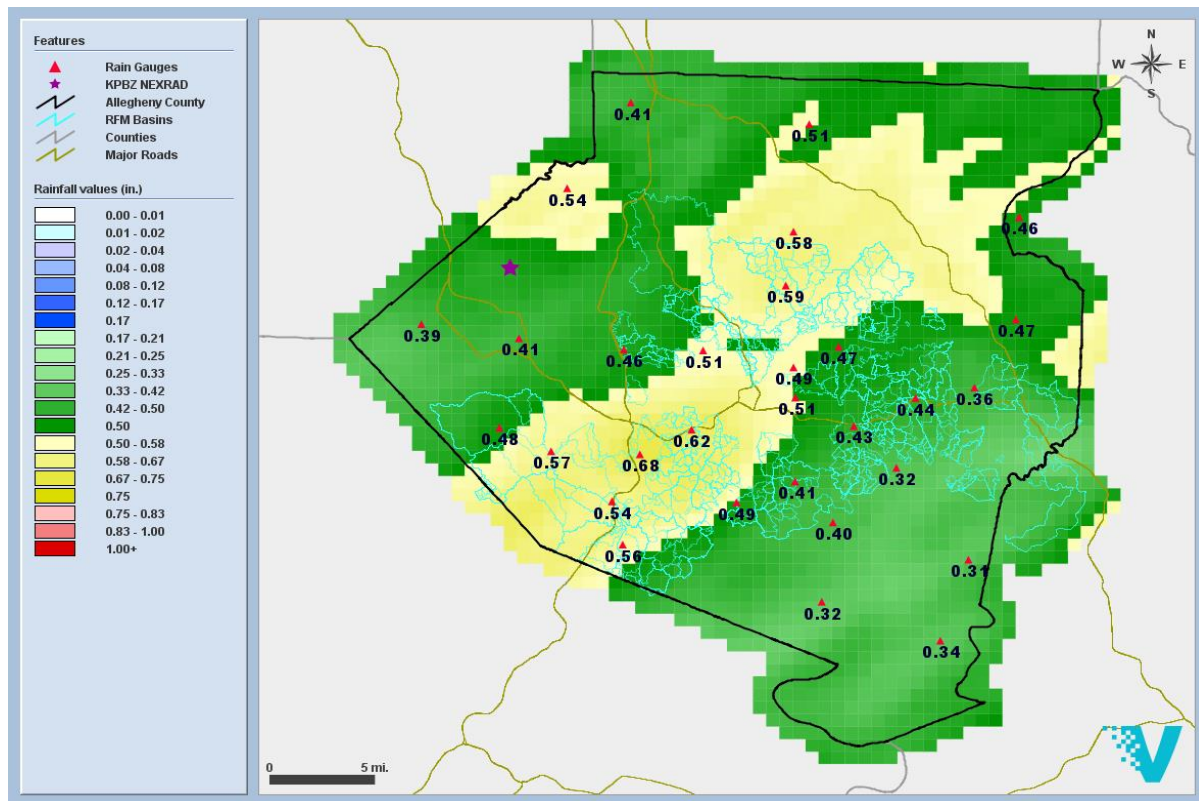 Features
Rain Gauges
KPBZ NEXRAD
Allegheny County
RFM Basins
Counties
Major Roads
Rainfall values (in.)
0.00 - 0.01
0.01 - 0.02
0.02 - 0.04
0.04 - 0.08
0.08 - 0.12
0.12 - 0.17
0.17
0.17 - 0.21
0.21 - 0.25
0.25 - 0.33
0.33 - 0.42
0.42 - 0.50
0.50
0.50 - 0.58
0.58 - 0.67
0.67 - 0.75
0.75
0.75 - 0.83
0.83 - 1.00
1.00+
N
W E
S
0.41
0.51
0.54
0.46
0.58
0.59
0.47
0.39
0.41
0.46
0.51
0.47
0.49
0.36
0.51
0.44
0.48
0.62
0.43
0.57
0.68
0.32
0.41
0.54
0.49
0.40
0.56
0.31
0.32
0.34
0 5 mi.
V